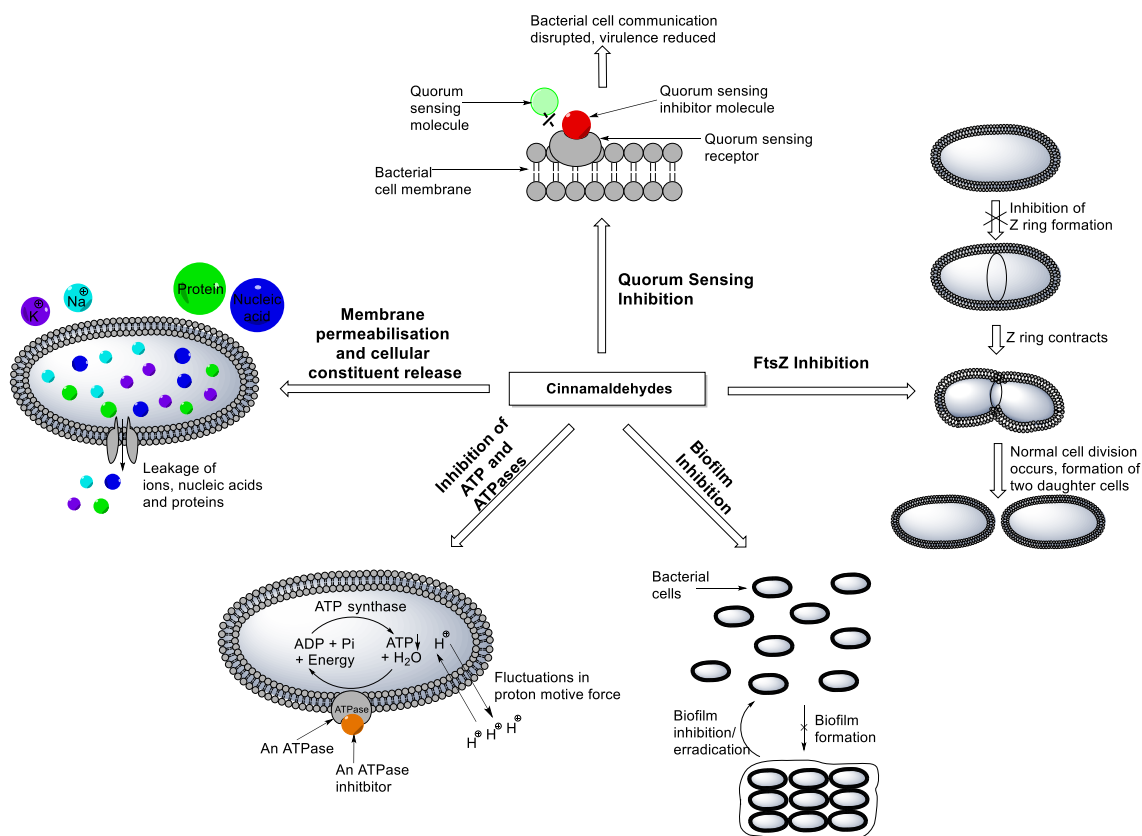 Bacterial cell communication
disrupted, virulence reduced
Quorum
sensing
molecule
Quorum sensing
inhibitor molecule
Quorum sensing
receptor
Bacterial
cell membrane
Quorum Sensing
Inhibition
Inhibition of
Z ring formation
Z ring contracts
Normal cell division
occurs, formation of
two daughter cells
FtsZ Inhibition
Cinnamaldehydes
Membrane
permeabilisation
and cellular
constituent release
K⊕
Na⊕
Protein
Nucleic
acid
Leakage of
ions, nucleic acids
and proteins
Inhibition of
ATP and
ATPases
Biofilm
Inhibition
ATP synthase
ADP + Pi
+ Energy
ATP
+ H2O
H⊕
ATPase
Fluctuations in
proton motive force
H⊕ H⊕ H⊕
An ATPase
An ATPase
inhitbitor
Bacterial
cells
Biofilm
inhibition/
erradication
Biofilm
formation